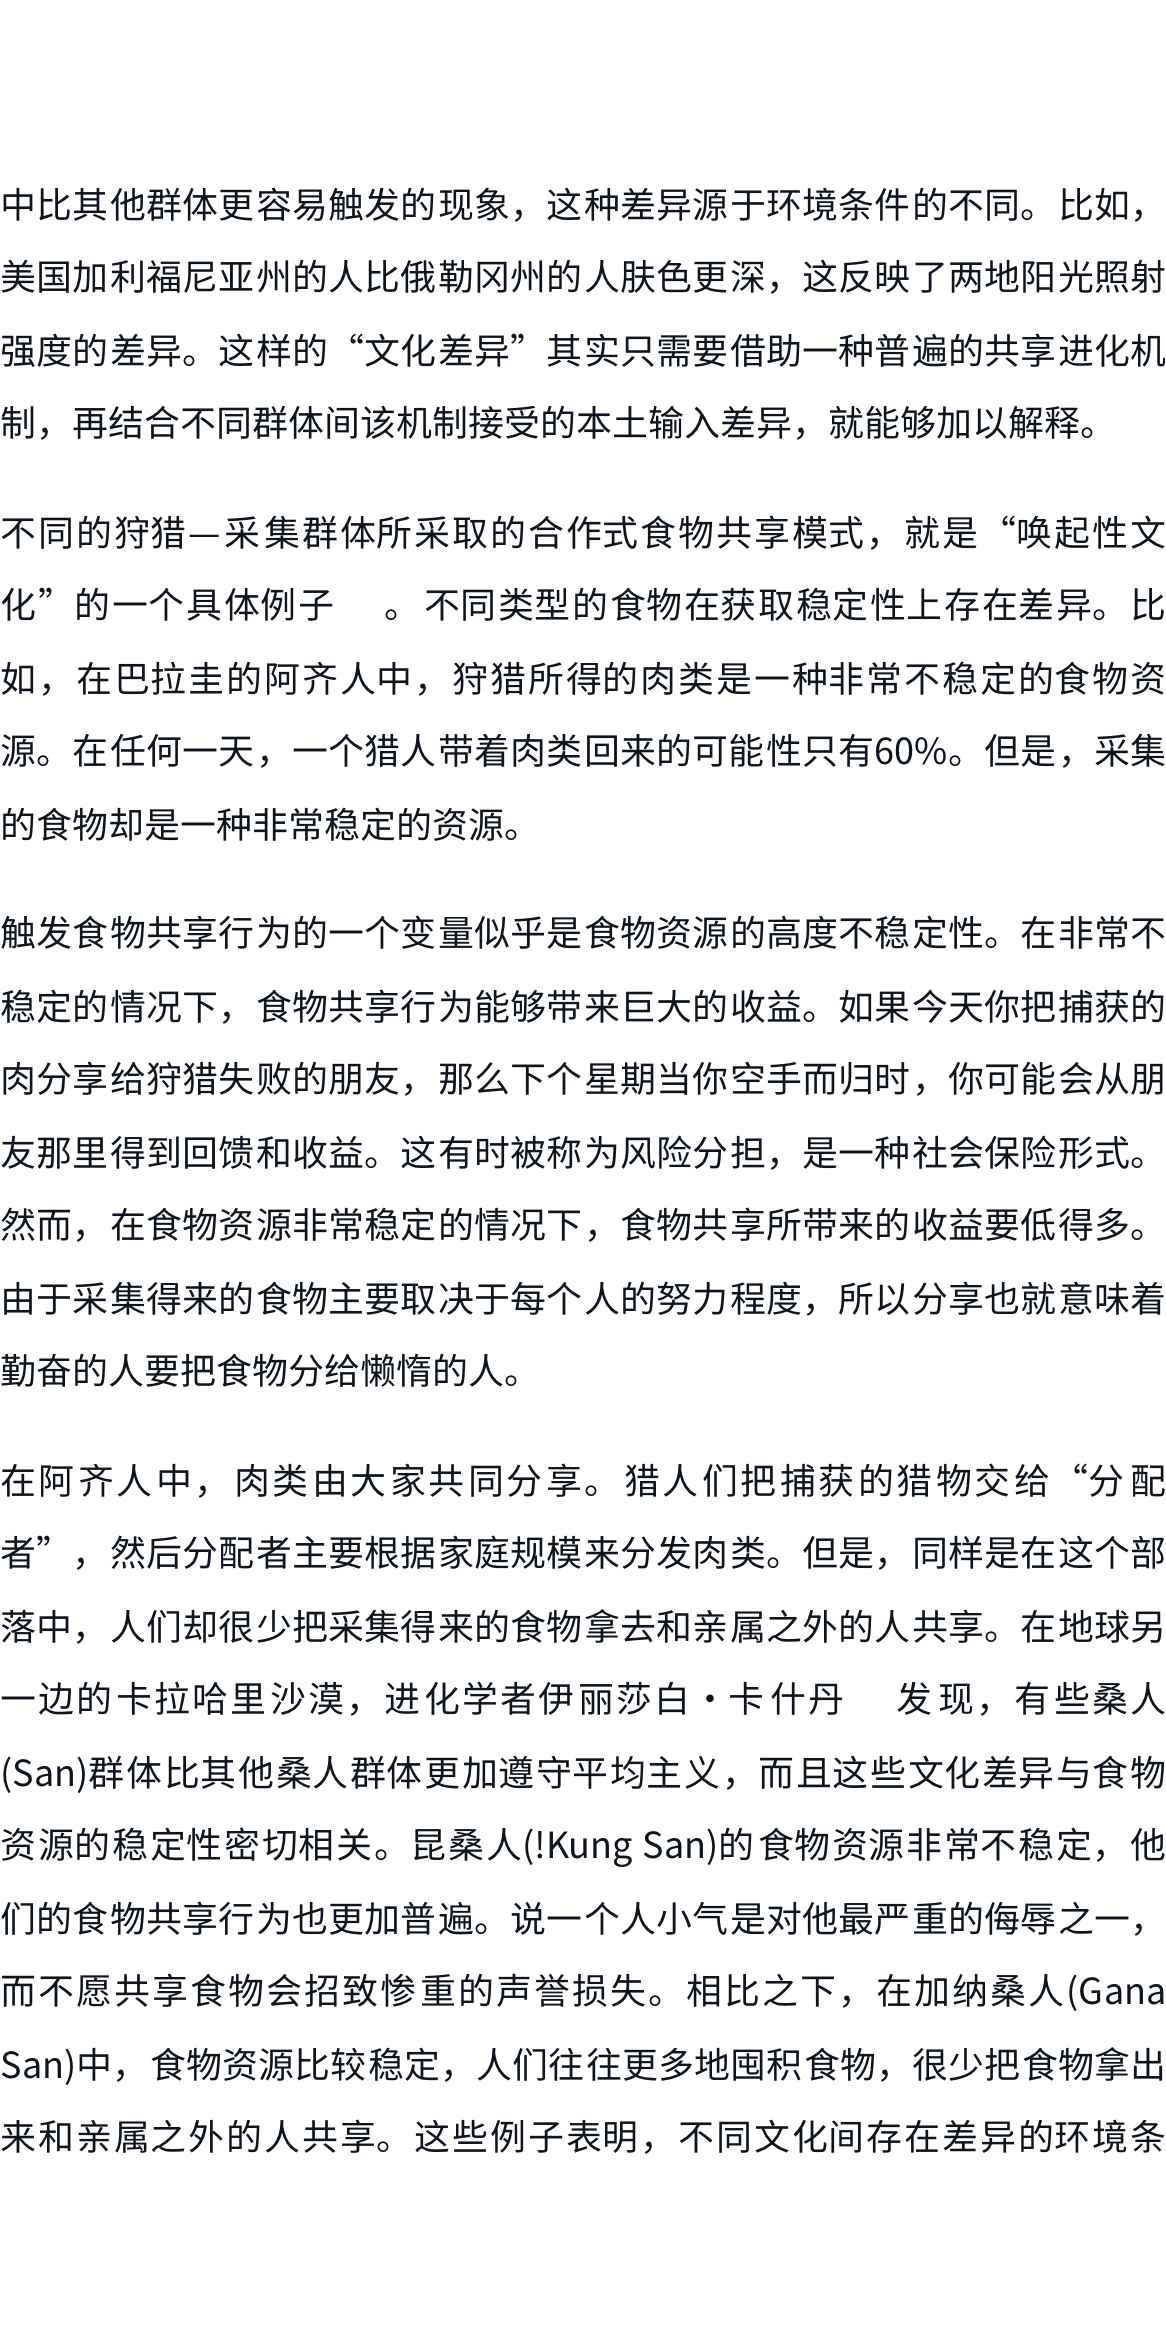 中比其他群体更容易触发的现象，这种差异源于环境条件的不同。比如，
美国加利福尼亚州的人比俄勒冈州的人肤色更深，这反映了两地阳光照射
强度的差异。这样的“文化差异”其实只需要借助一种普遍的共享进化机
制，再结合不同群体间该机制接受的本土输入差异，就能够加以解释。
不同的狩猎—采集群体所采取的合作式食物共享模式，就是“唤起性文
化”的一个具体例子 。不同类型的食物在获取稳定性上存在差异。比
如，在巴拉圭的阿齐人中，狩猎所得的肉类是一种非常不稳定的食物资
源。在任何一天，一个猎人带着肉类回来的可能性只有60%。但是，采集
的食物却是一种非常稳定的资源。
触发食物共享行为的一个变量似乎是食物资源的高度不稳定性。在非常不
稳定的情况下，食物共享行为能够带来巨大的收益。如果今天你把捕获的
肉分享给狩猎失败的朋友，那么下个星期当你空手而归时，你可能会从朋
友那里得到回馈和收益。这有时被称为风险分担，是一种社会保险形式。
然而，在食物资源非常稳定的情况下，食物共享所带来的收益要低得多。
由于采集得来的食物主要取决于每个人的努力程度，所以分享也就意味着
勤奋的人要把食物分给懒惰的人。
在阿齐人中，肉类由大家共同分享。猎人们把捕获的猎物交给“分配
者”，然后分配者主要根据家庭规模来分发肉类。但是，同样是在这个部
落中，人们却很少把采集得来的食物拿去和亲属之外的人共享。在地球另
一边的卡拉哈里沙漠，进化学者伊丽莎白·卡什丹 发现，有些桑人
(San)群体比其他桑人群体更加遵守平均主义，而且这些文化差异与食物
资源的稳定性密切相关。昆桑人(!Kung San)的食物资源非常不稳定，他
们的食物共享行为也更加普遍。说一个人小气是对他最严重的侮辱之一，
而不愿共享食物会招致惨重的声誉损失。相比之下，在加纳桑人(Gana
San)中，食物资源比较稳定，人们往往更多地囤积食物，很少把食物拿出
来和亲属之外的人共享。这些例子表明，不同文化间存在差异的环境条